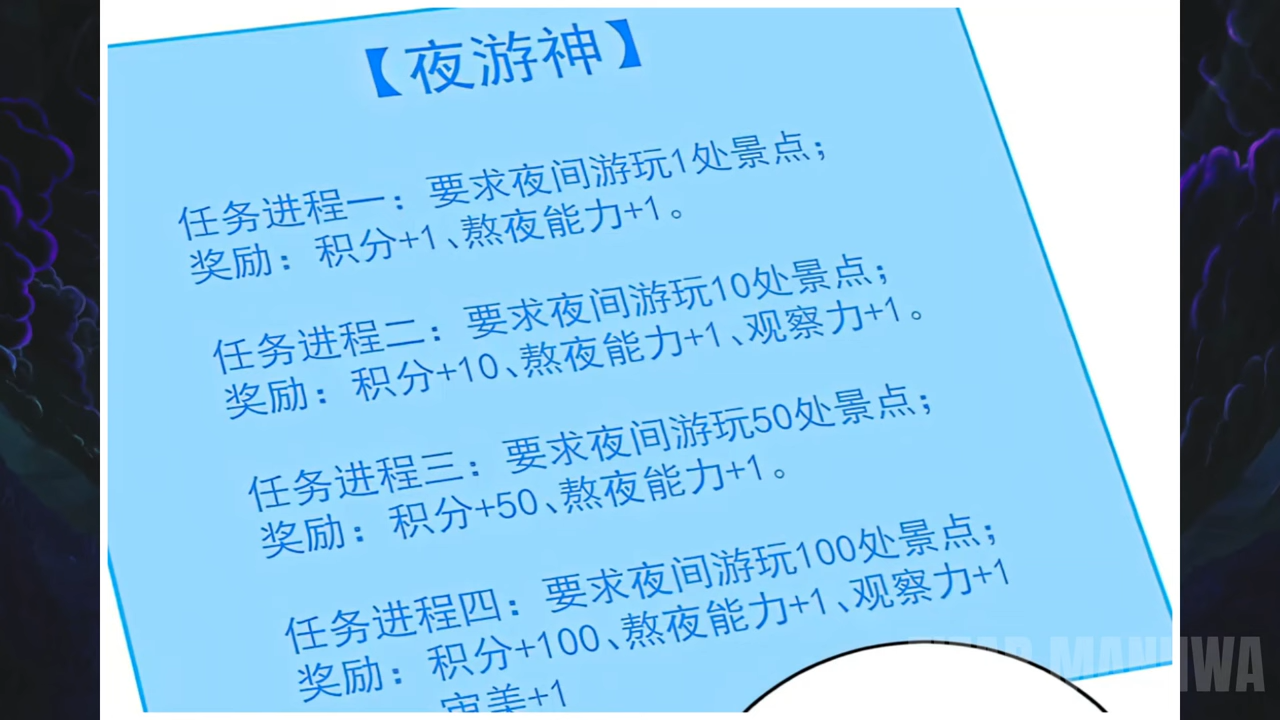 【夜游神】
任务进程一：要求夜间游玩1处景点；
奖励：积分+1、熬夜能力+1。
任务进程二：要求夜间游玩10处景点；
奖励：积分+10、熬夜能力+1、观察力+1。
任务进程三：要求夜间游玩50处景点；
奖励：积分+50、熬夜能力+1。
任务进程四：要求夜间游玩100处景点；
奖励：积分+100、熬夜能力+1、观察力+1
审美+1